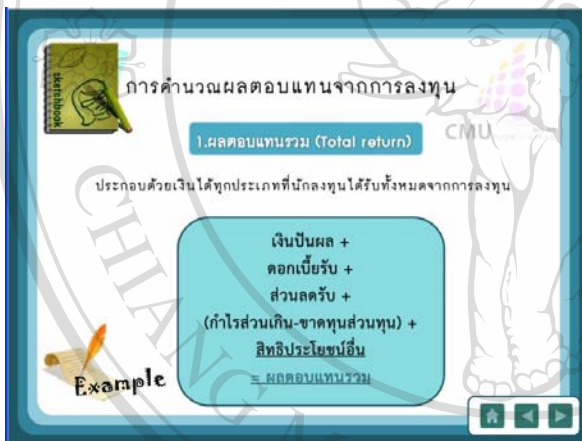 sketchbook
การคำนวณผลตอบแทนจากการลงทุน
CMU
1.ผลตอบแทนรวม (Total return)
ประกอบด้วยเงินได้ทุกประเภทที่นักลงทุนได้รับทั้งหมดจากการลงทุน
เงินปันผล +
ดอกเบี้ยรับ +
ส่วนลดรับ +
(กำไรส่วนเกิน-ขาดทุนส่วนทุน) +
สิทธิประโยชน์อื่น
= ผลตอบแทนรวม
Example
CHIANG